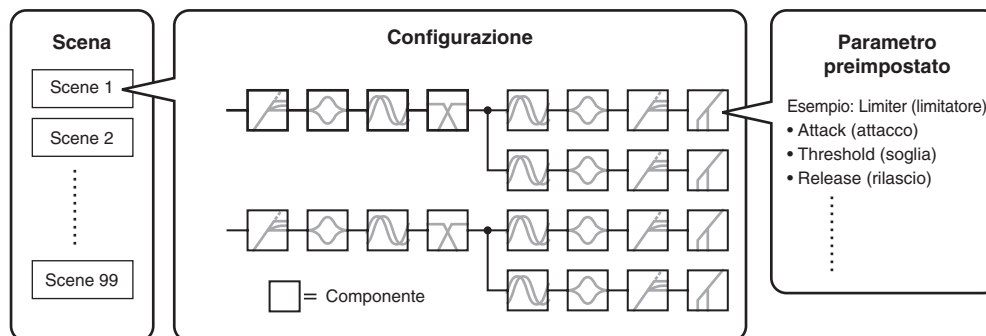 Scena
Scene 1
Scene 2
Scene 99
Configurazione
= Componente
Parametro
preimpostato
Esempio: Limiter (limitatore)
• Attack (attacco)
• Threshold (soglia)
• Release (rilascio)